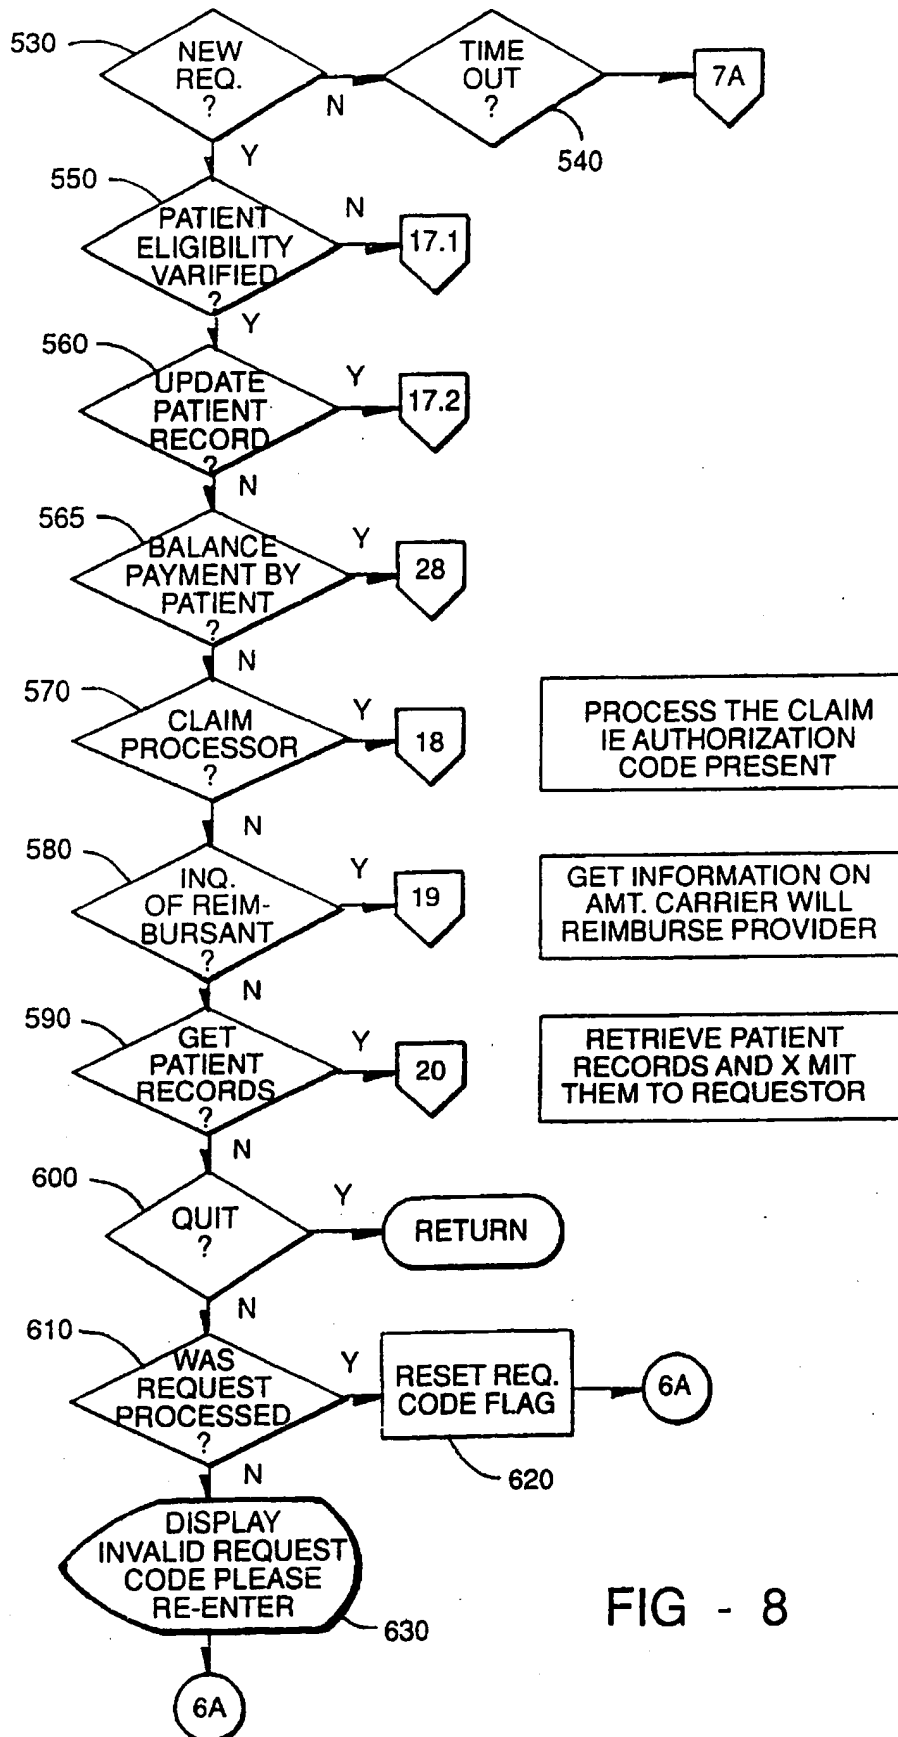 530
NEW
REQ.
?
N
TIME
OUT
?
540
7A
Y
550
PATIENT
ELIGIBILITY
VARIFIED
?
N
17.1
Y
560
UPDATE
PATIENT
RECORD
?
Y
17.2
N
565
BALANCE
PAYMENT BY
PATIENT
?
Y
28
N
570
CLAIM
PROCESSOR
?
Y
18
PROCESS THE CLAIM
IE AUTHORIZATION
CODE PRESENT
N
580
INQ.
OF REIM-
BURSANT
?
Y
19
GET INFORMATION ON
AMT. CARRIER WILL
REIMBURSE PROVIDER
N
590
GET
PATIENT
RECORDS
?
Y
20
RETRIEVE PATIENT
RECORDS AND X MIT
THEM TO REQUESTOR
N
600
QUIT
?
Y
RETURN
N
610
WAS
REQUEST
PROCESSED
?
Y
RESET REQ.
CODE FLAG
620
6A
N
DISPLAY
INVALID REQUEST
CODE PLEASE
RE-ENTER
630
6A
FIG - 8